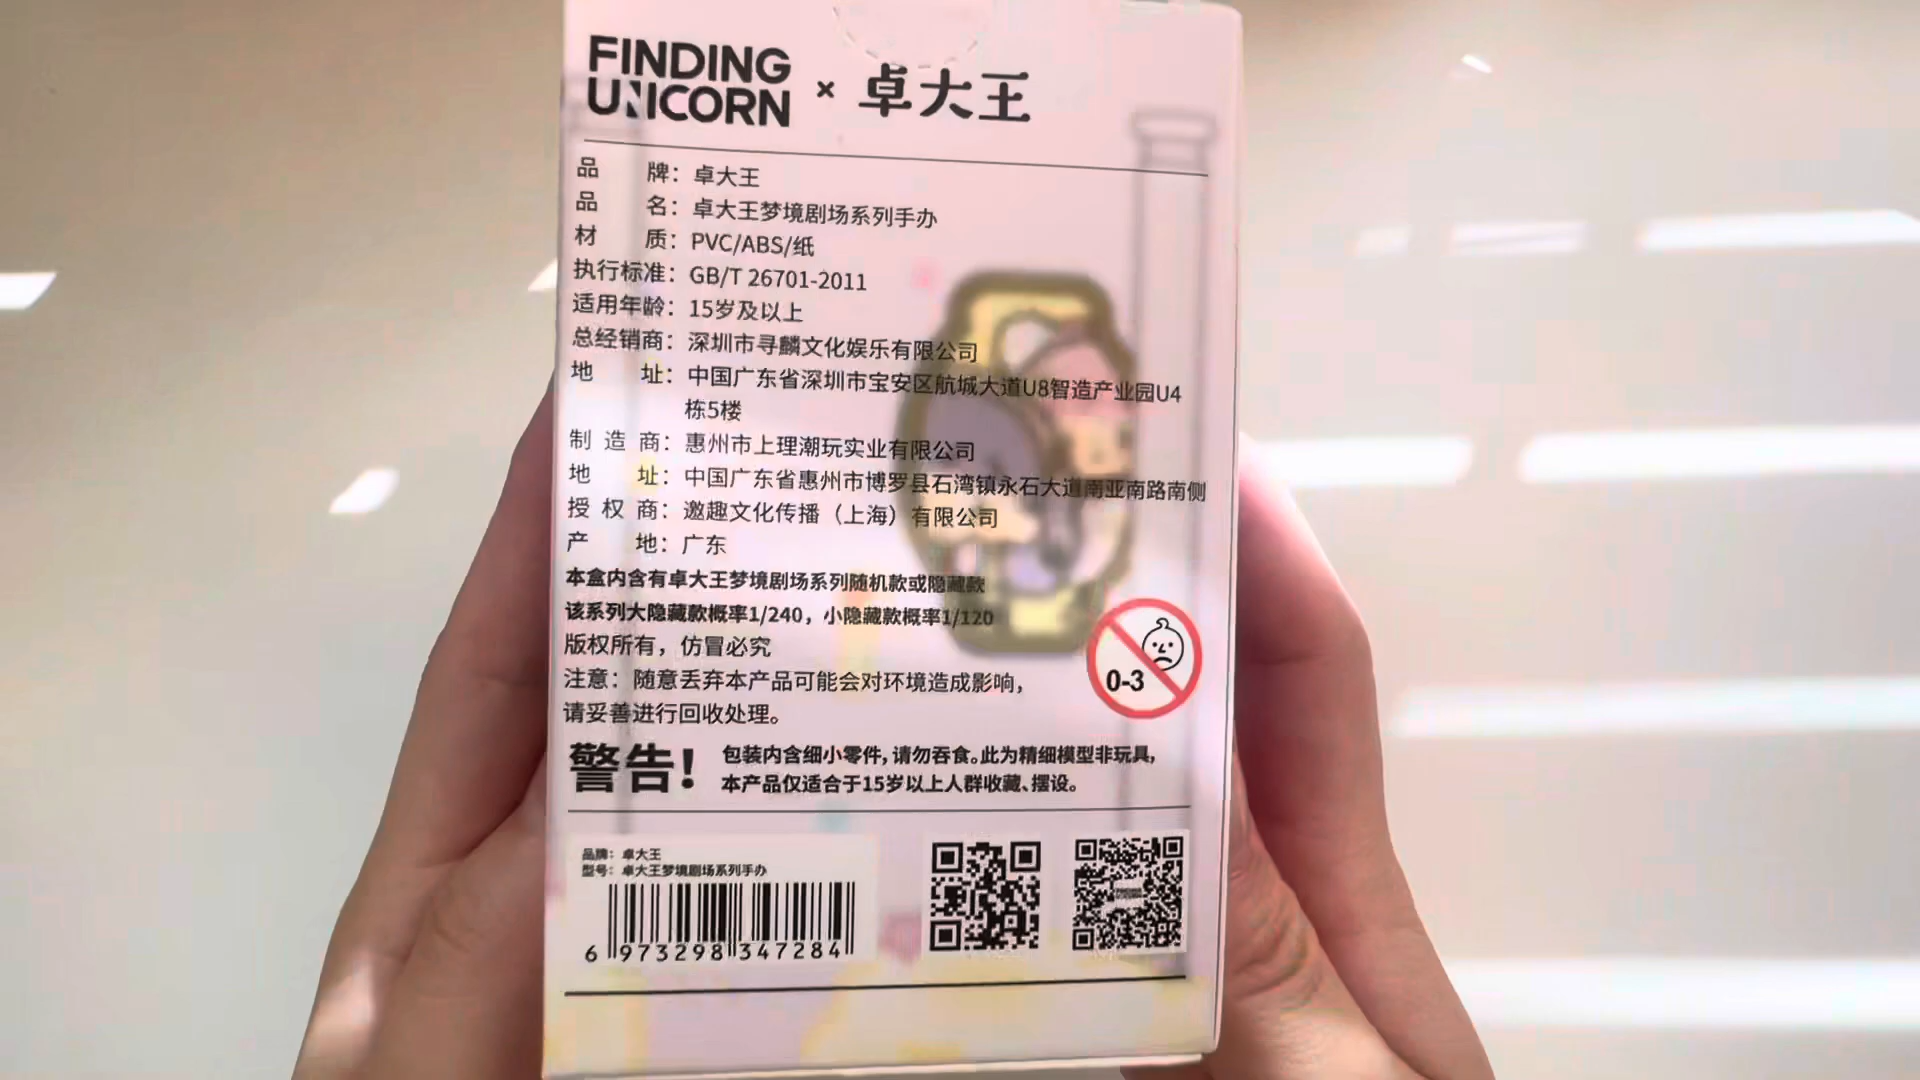 FINDING
UNICORN × 卓大王
品牌：卓大王
品名：卓大王梦境剧场系列手办
材质：PVC/ABS/纸
执行标准：GB/T 26701-2011
适用年龄：15岁及以上
总经销商：深圳市寻麟文化娱乐有限公司
地址：中国广东省深圳市宝安区航城大道U8智造产业园U4
栋5楼
制造商：惠州市上理潮玩实业有限公司
地址：中国广东省惠州市博罗县石湾镇永石大道南亚南路南侧
授权商：邀趣文化传播（上海）有限公司
产地：广东
本盒内含有卓大王梦境剧场系列随机款或隐藏款
该系列大隐藏款概率1/240，小隐藏款概率1/120
版权所有，仿冒必究
注意：随意丢弃本产品可能会对环境造成影响，
请妥善进行回收处理。
0-3
警告！ 包装内含细小零件，请勿吞食。此为精细模型非玩具，
本产品仅适合于15岁以上人群收藏、摆设。
品牌：卓大王
型号：卓大王梦境剧场系列手办
6 973298 347284